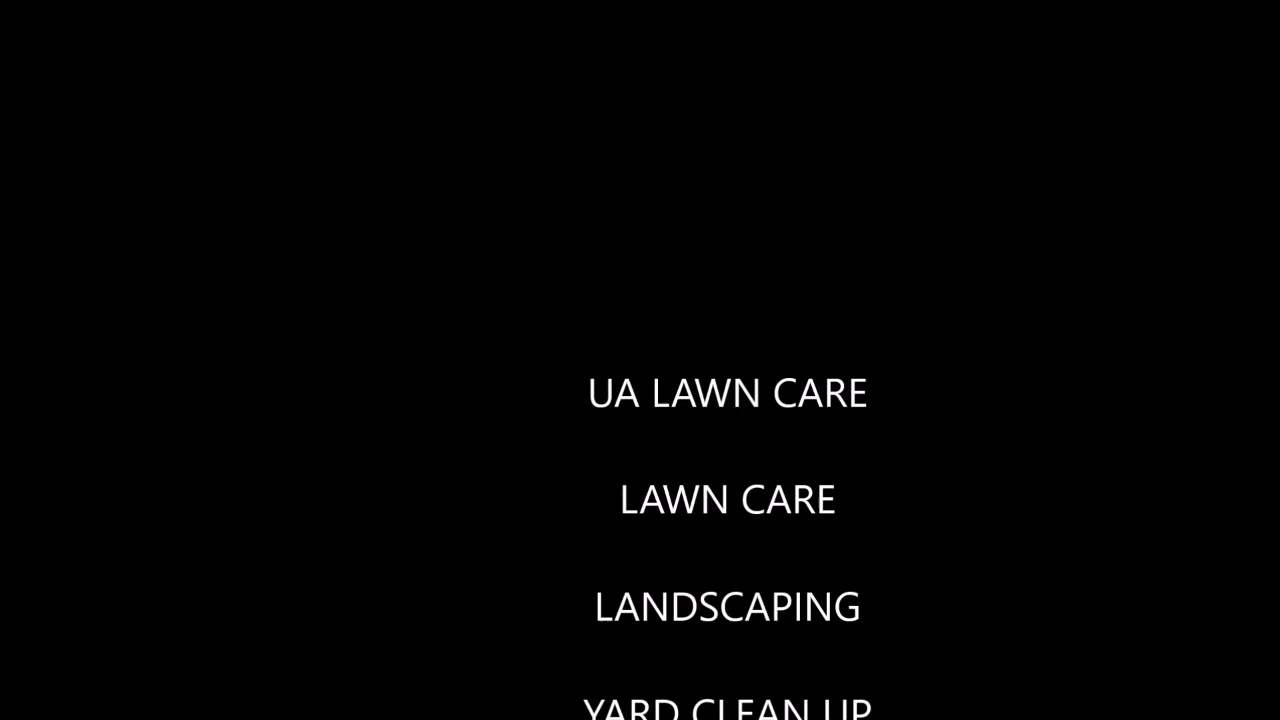 UA LAWN CARE
LAWN CARE
LANDSCAPING
YARD CLEAN UP